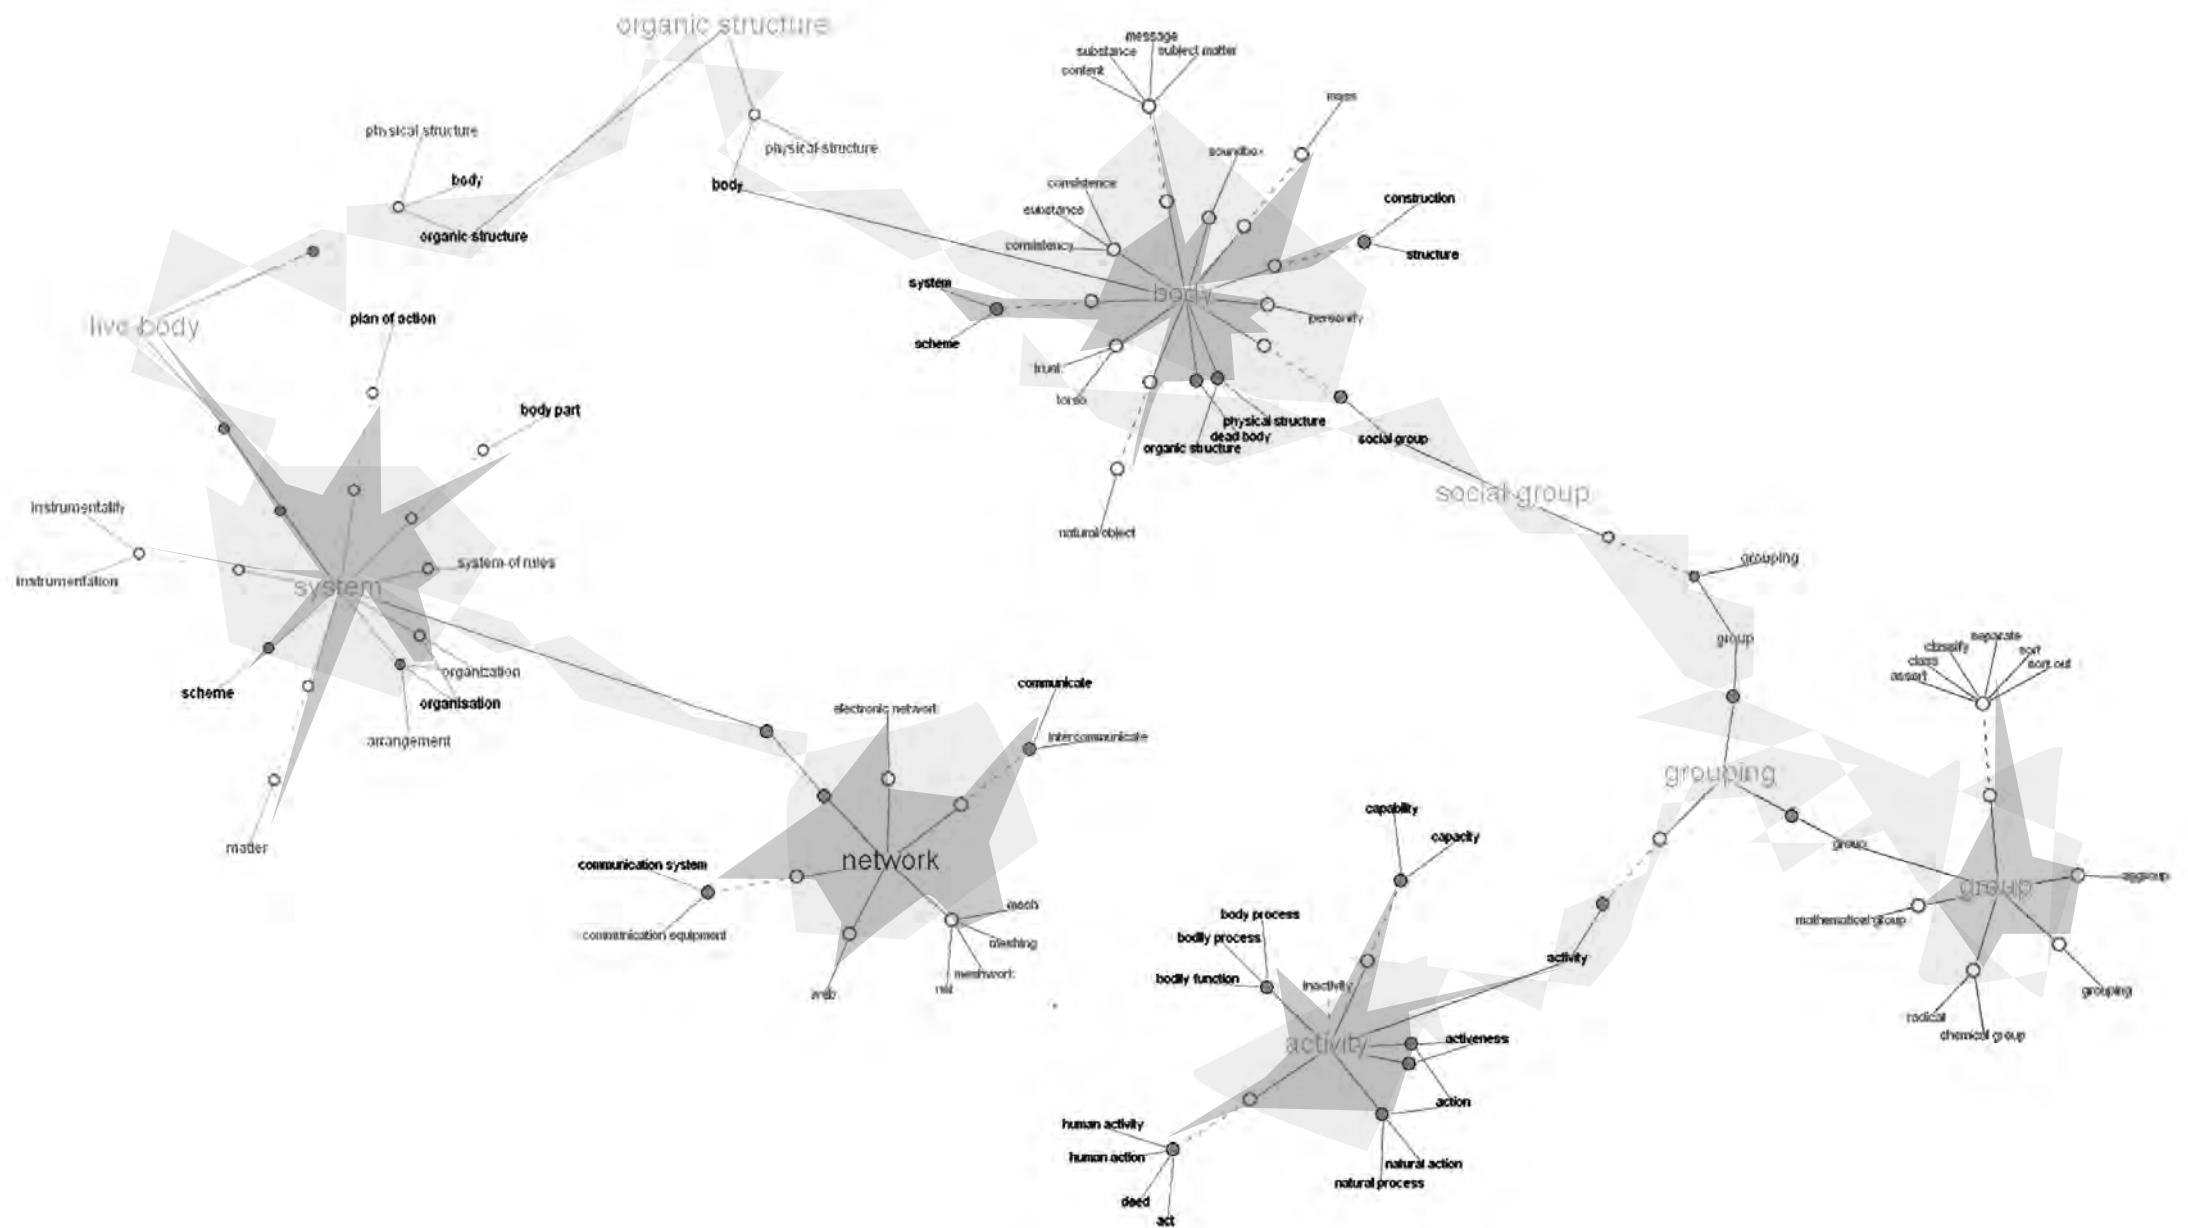 organic structure
physical structure
body
organic structure
physical structure
body
live body
message
substance
subject matter
content
mass
soundbox
consistence
substance
consistency
construction
structure
system
scheme
body
personify
trunk
torso
physical structure
dead body
organic structure
social group
natural object
plan of action
body part
instrumentality
instrumentation
system
system of rules
scheme
organization
organisation
arrangement
matter
social group
grouping
group
grouping
electronic network
communicate
intercommunicate
network
communication system
communication equipment
mesh
meshing
meshwork
net
web
separate
classify
sort
class
sort out
assort
group
group
aggroup
mathematical group
grouping
radical
chemical group
capability
capacity
body process
bodily process
bodily function
inactivity
activity
activity
activeness
action
human activity
human action
deed
act
natural action
natural process